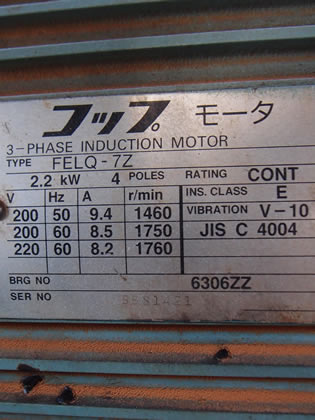 コップ モータ
3-PHASE INDUCTION MOTOR
TYPE FELQ-7Z
2.2 kW 4 POLES RATING CONT
V Hz A r/min INS. CLASS E
200 50 9.4 1460 VIBRATION V-10
200 60 8.5 1750 JIS C 4004
220 60 8.2 1760
BRG NO 6306ZZ
SER NO